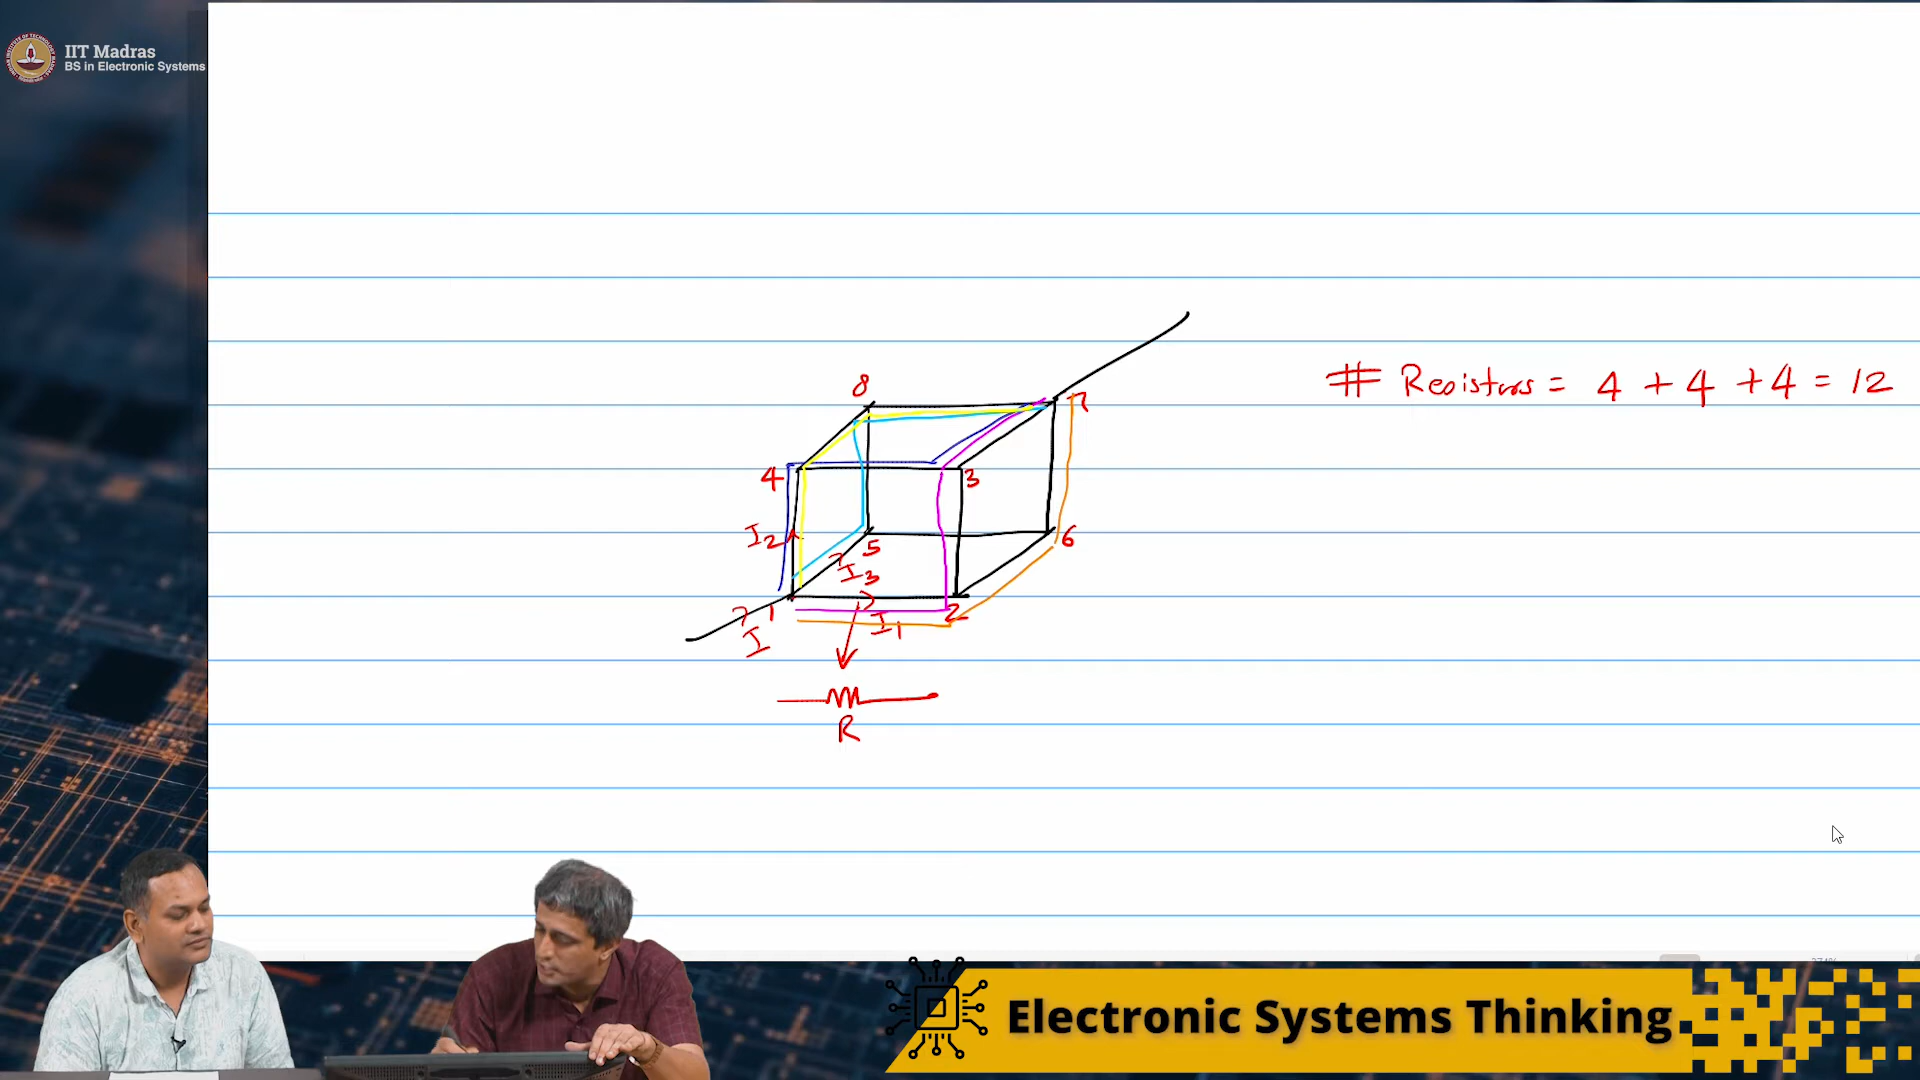 IIT Madras
BS in Electronic Systems
# Resistors = 4 + 4 + 4 = 12
8
7
4
3
I2
5
6
I3
1
2
I1
I
R
Electronic Systems Thinking